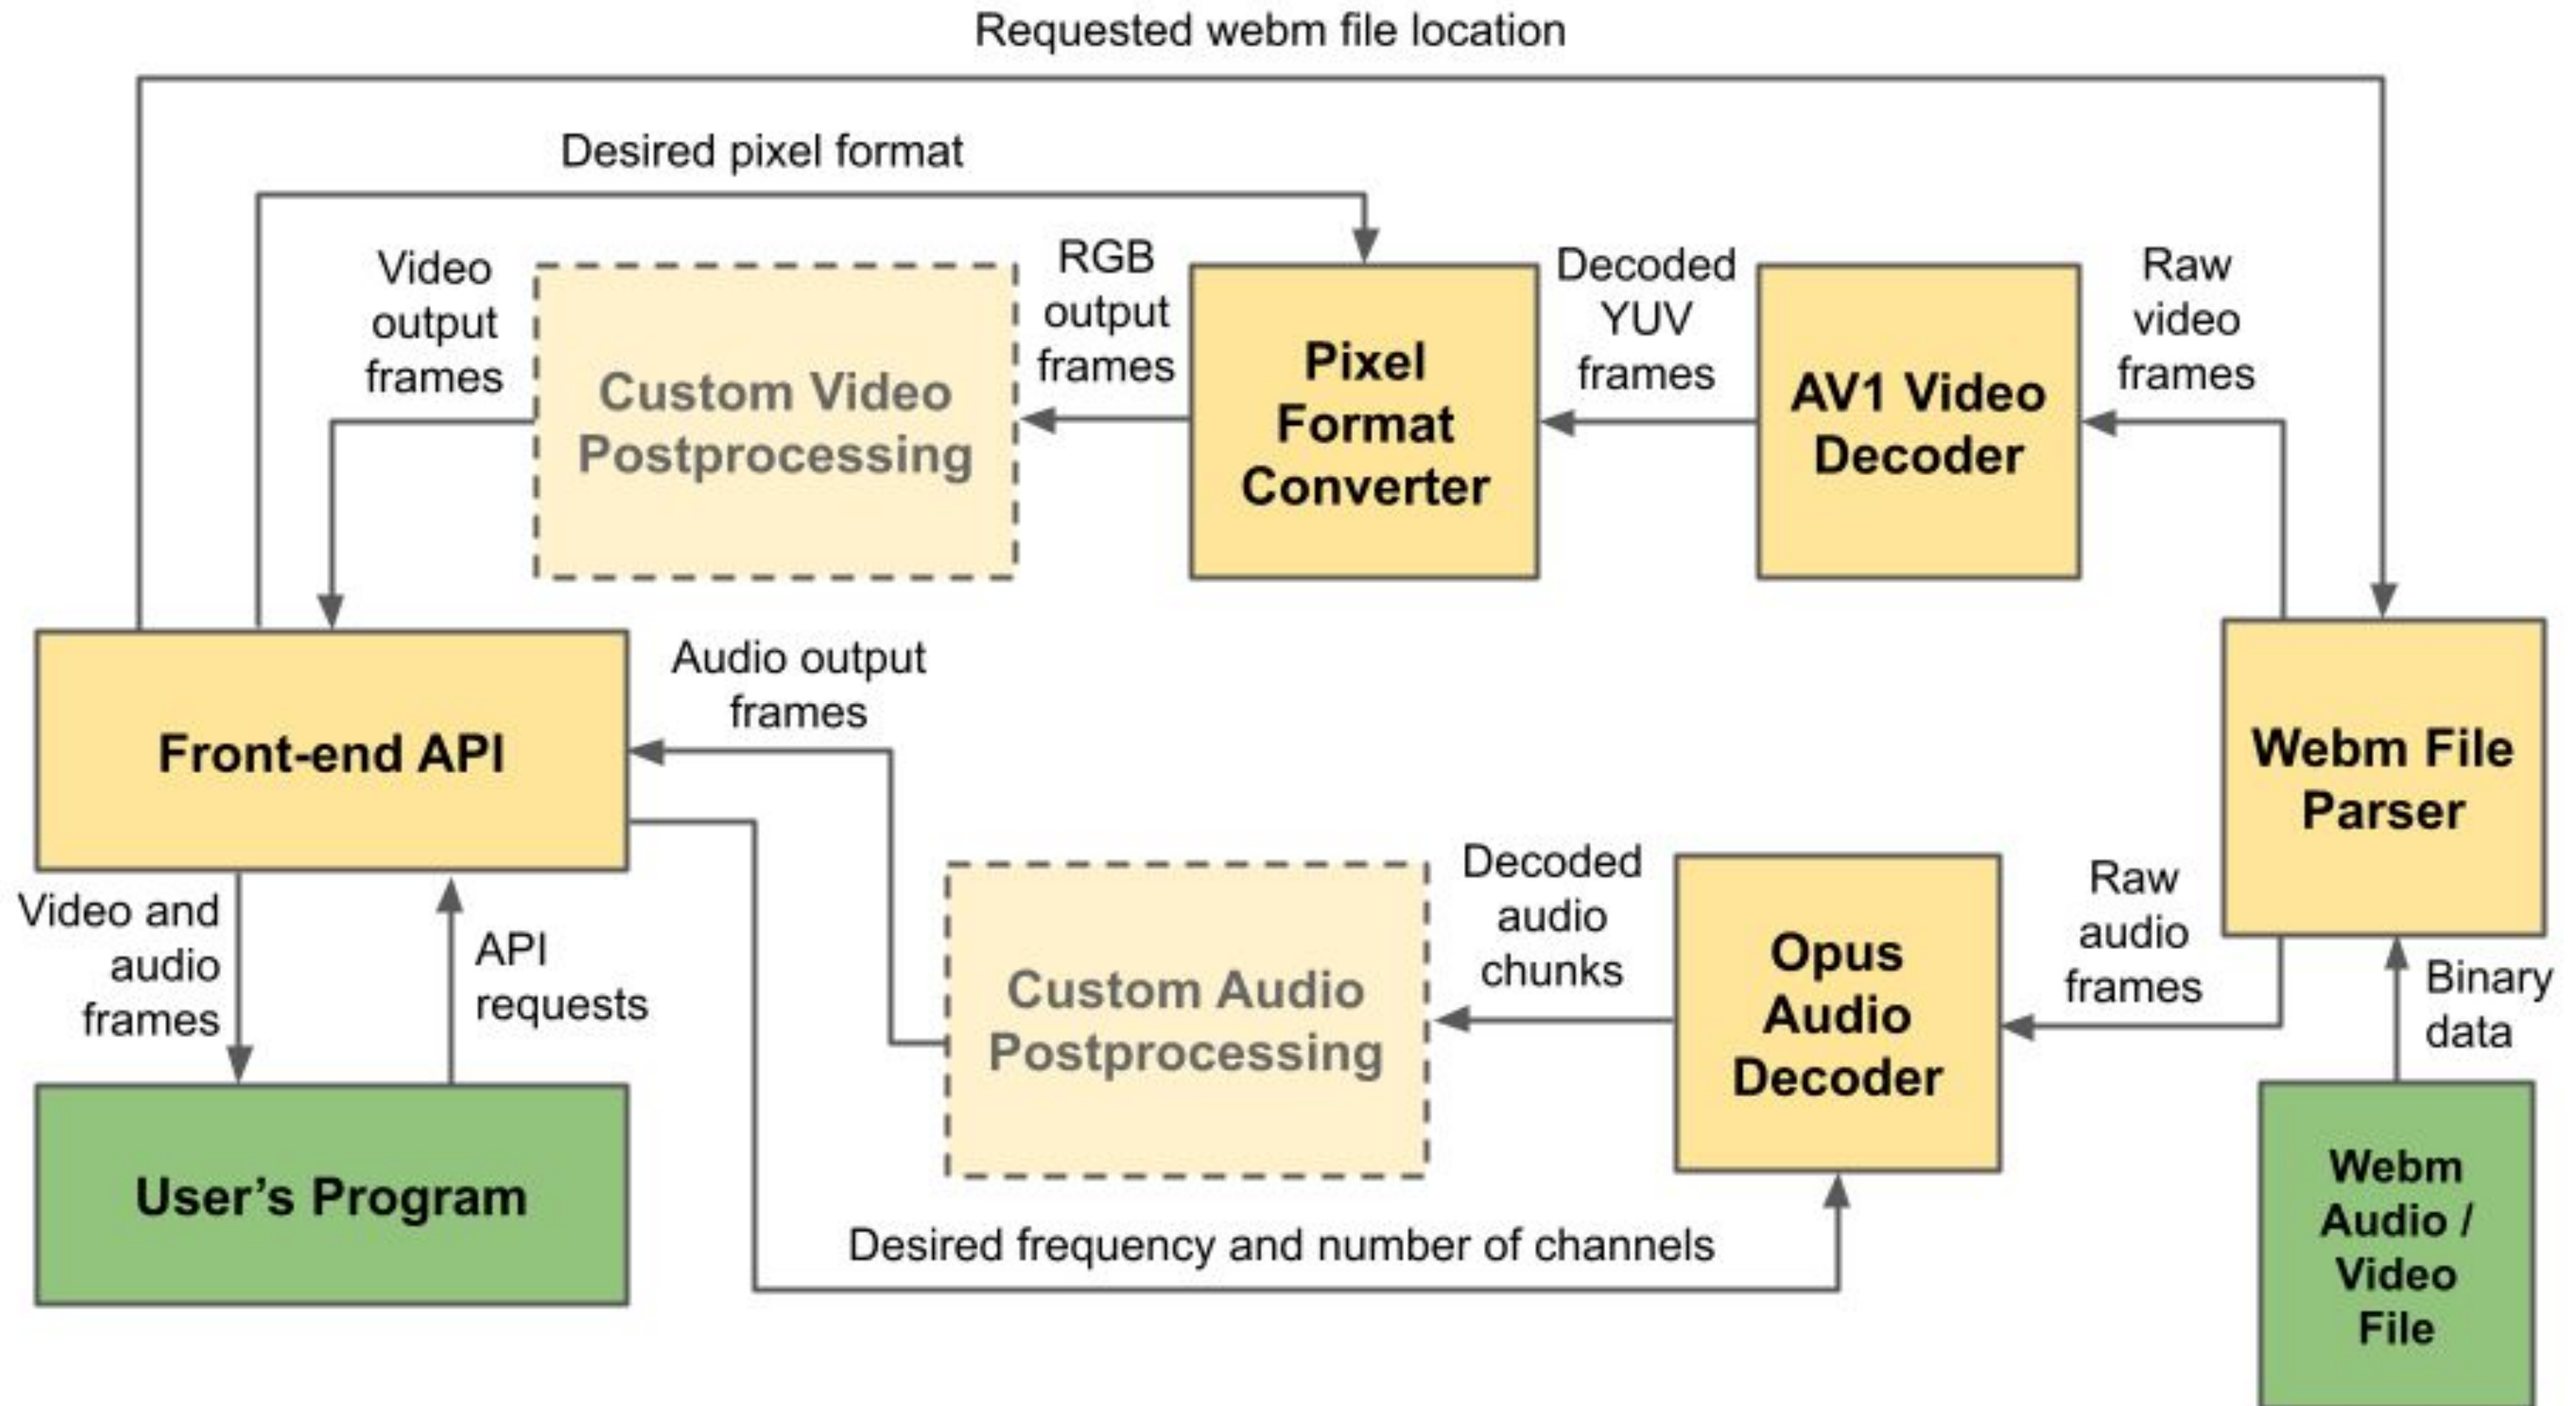 Requested webm file location
Desired pixel format
Video
output
frames
Custom Video
Postprocessing
RGB
output
frames
Pixel
Format
Converter
Decoded
YUV
frames
AV1 Video
Decoder
Raw
video
frames
Front-end API
Audio output
frames
Webm File
Parser
Video and
audio
frames
API
requests
Custom Audio
Postprocessing
Decoded
audio
chunks
Opus
Audio
Decoder
Raw
audio
frames
Binary
data
User’s Program
Desired frequency and number of channels
Webm
Audio /
Video
File